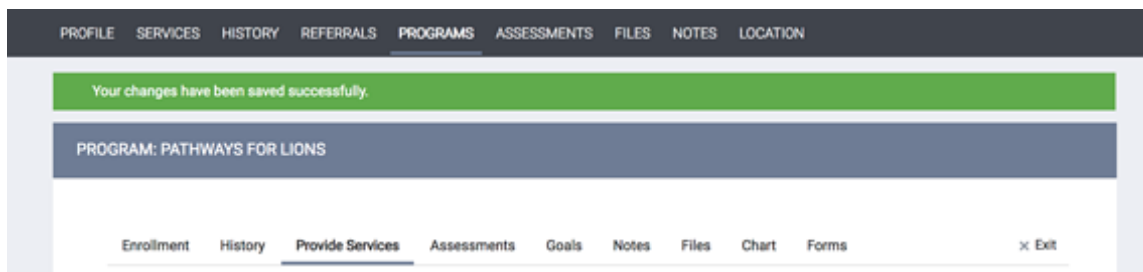 PROFILE SERVICES HISTORY REFERRALS PROGRAMS ASSESSMENTS FILES NOTES LOCATION
Your changes have been saved successfully.
PROGRAM: PATHWAYS FOR LIONS
Enrollment History Provide Services Assessments Goals Notes Files Chart Forms × Exit